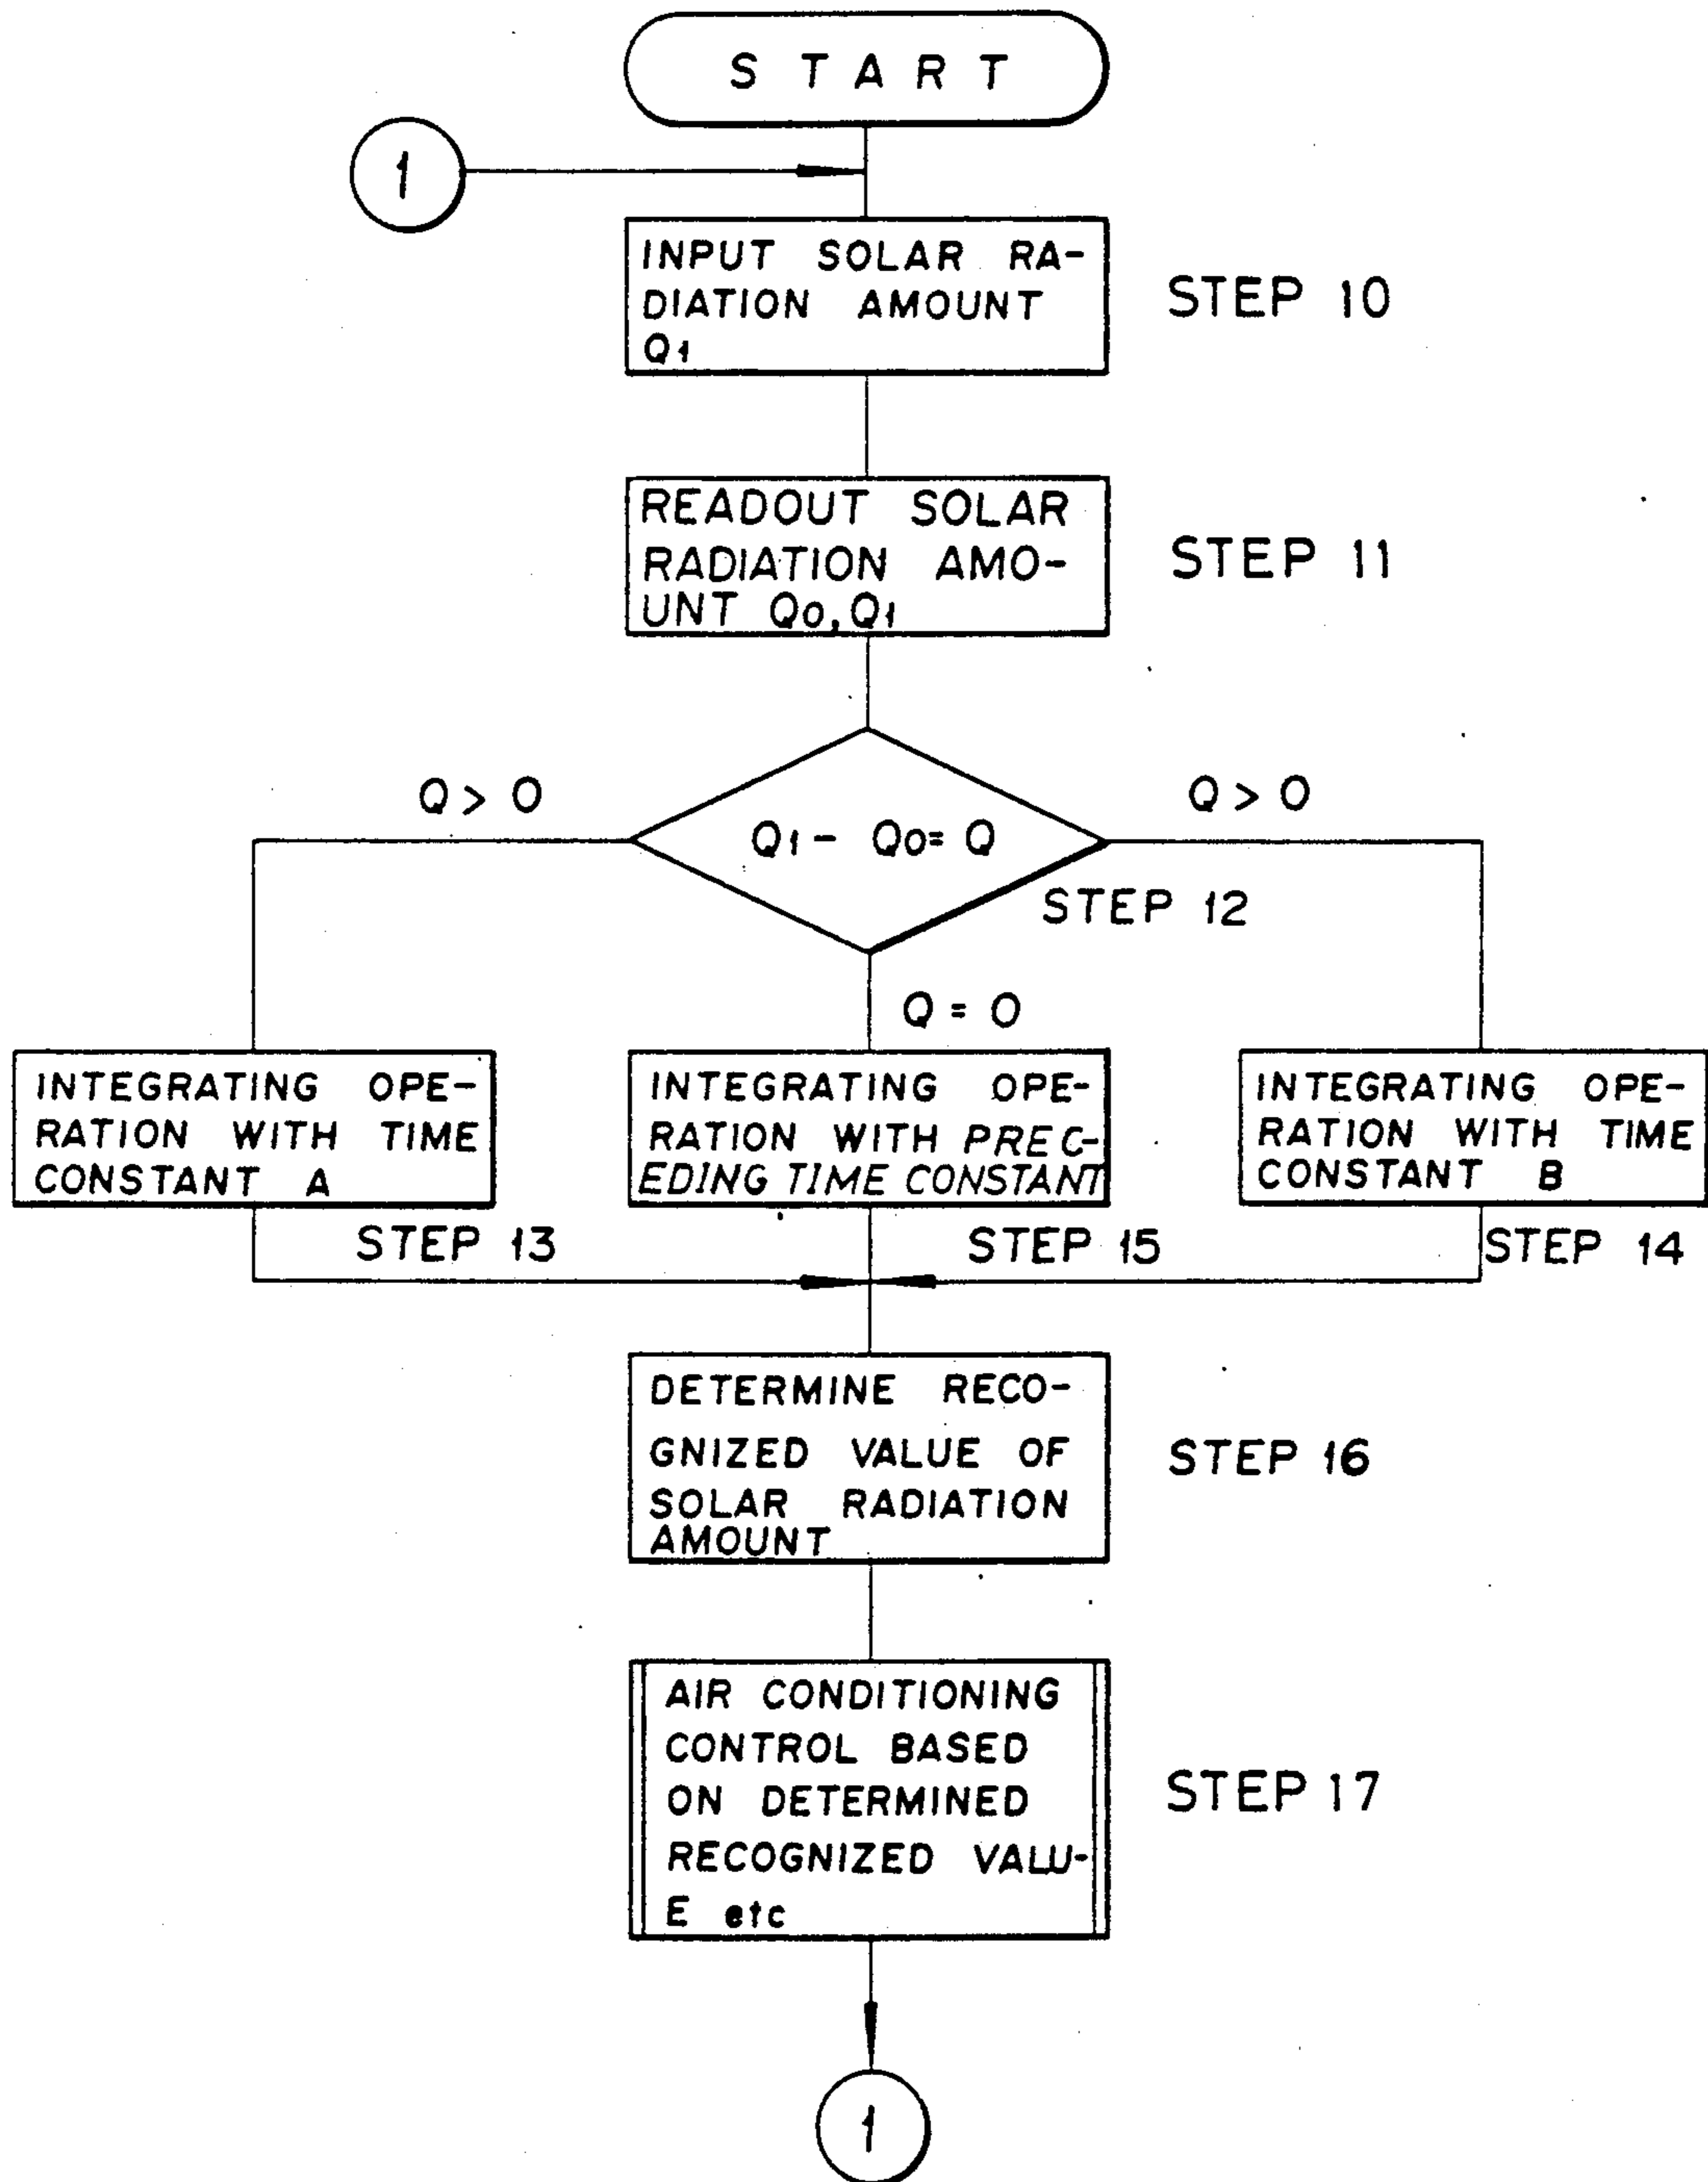 START
1
INPUT SOLAR RA-
DIATION AMOUNT
Q1
STEP 10
READOUT SOLAR
RADIATION AMO-
UNT Q0, Q1
STEP 11
Q > 0
Q1 - Q0 = Q
Q > 0
STEP 12
Q = 0
INTEGRATING OPE-
RATION WITH TIME
CONSTANT A
STEP 13
INTEGRATING OPE-
RATION WITH PREC-
EDING TIME CONSTANT
STEP 15
INTEGRATING OPE-
RATION WITH TIME
CONSTANT B
STEP 14
DETERMINE RECO-
GNIZED VALUE OF
SOLAR RADIATION
AMOUNT
STEP 16
AIR CONDITIONING
CONTROL BASED
ON DETERMINED
RECOGNIZED VALU-
E etc
STEP 17
1